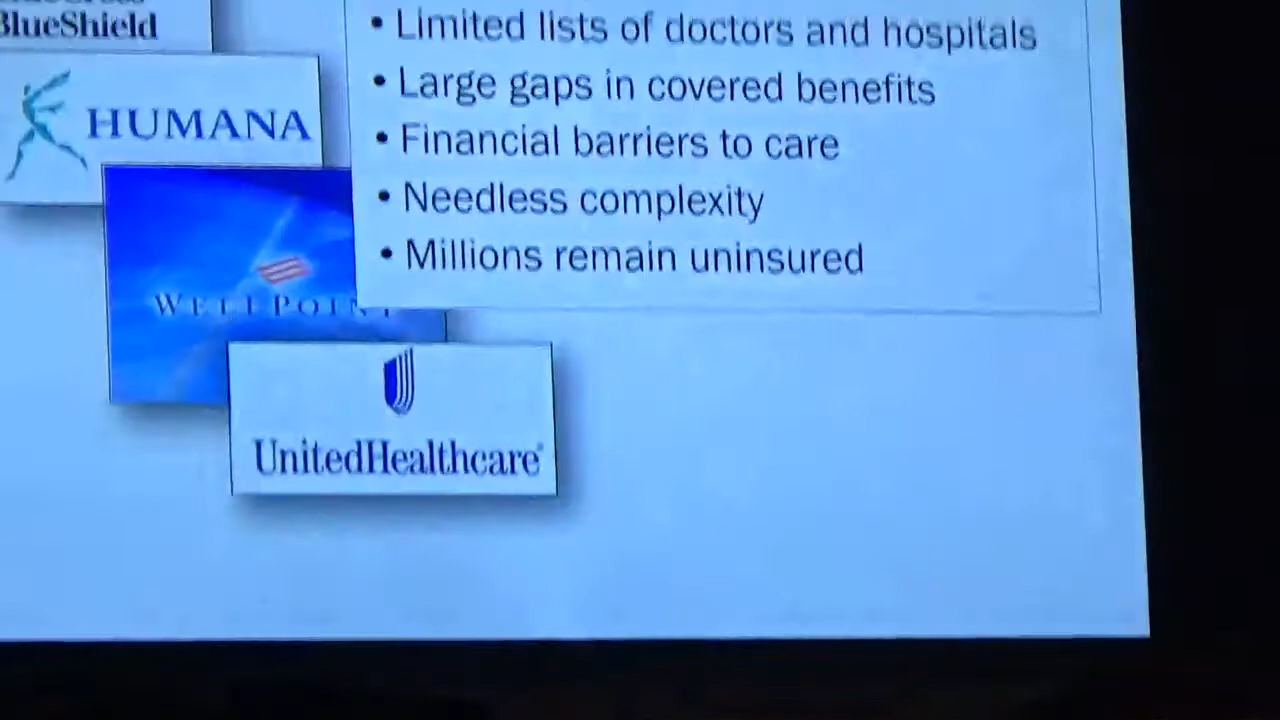 BlueShield
HUMANA
WELLPOINT
UnitedHealthcare
• Limited lists of doctors and hospitals
• Large gaps in covered benefits
• Financial barriers to care
• Needless complexity
• Millions remain uninsured